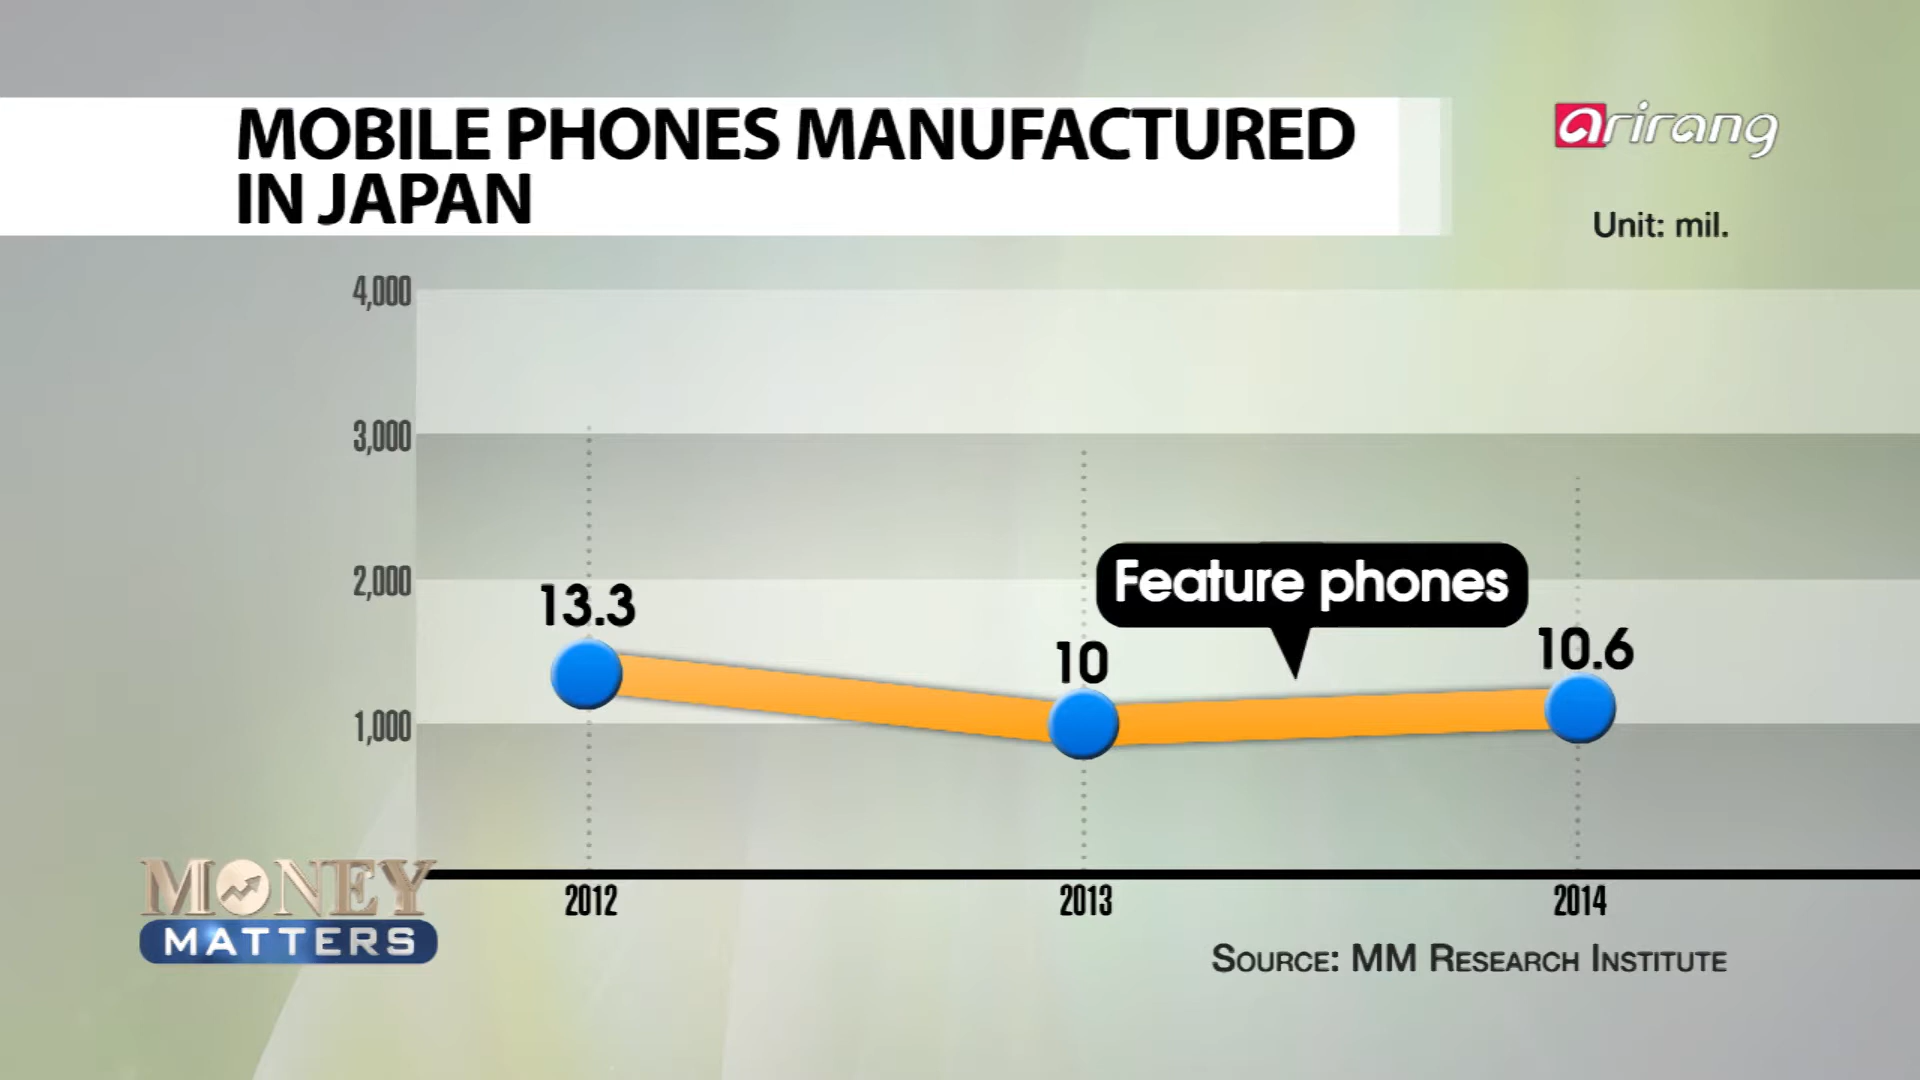 MOBILE PHONES MANUFACTURED
IN JAPAN
arirang
Unit: mil.
4,000
3,000
2,000
1,000
13.3
10
10.6
Feature phones
2012
2013
2014
MONEY
MATTERS
SOURCE: MM RESEARCH INSTITUTE